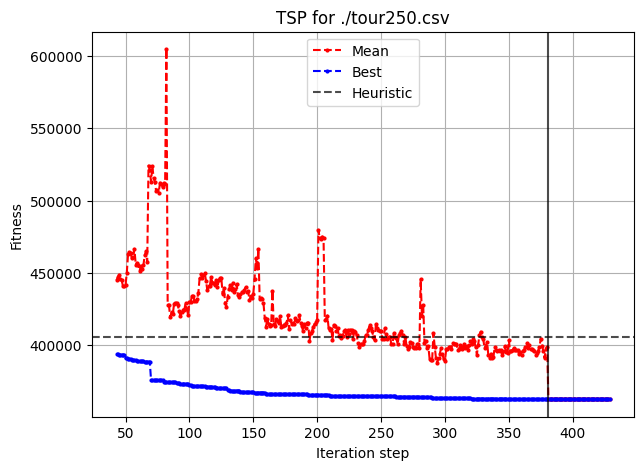 TSP for ./tour250.csv
Mean
Best
Heuristic
600000
550000
500000
450000
400000
Fitness
50 100 150 200 250 300 350 400
Iteration step